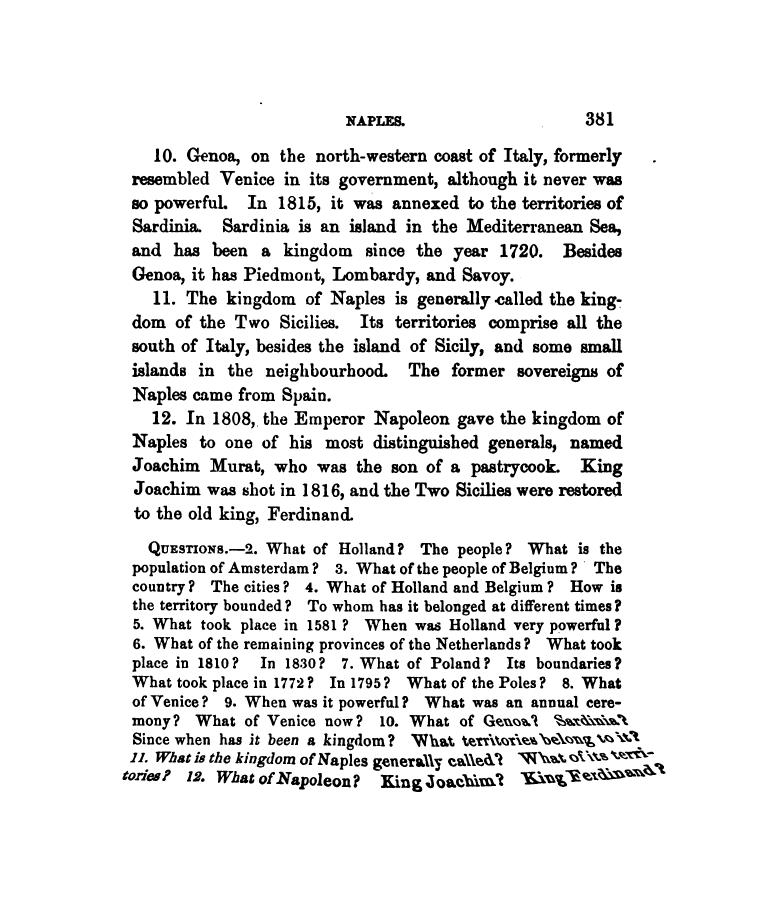 NAPLES. 381
10. Genoa, on the north-western coast of Italy, formerly
resembled Venice in its government, although it never was
so powerful. In 1815, it was annexed to the territories of
Sardinia. Sardinia is an island in the Mediterranean Sea,
and has been a kingdom since the year 1720. Besides
Genoa, it has Piedmont, Lombardy, and Savoy.
11. The kingdom of Naples is generally called the king-
dom of the Two Sicilies. Its territories comprise all the
south of Italy, besides the island of Sicily, and some small
islands in the neighbourhood. The former sovereigns of
Naples came from Spain.
12. In 1808, the Emperor Napoleon gave the kingdom of
Naples to one of his most distinguished generals, named
Joachim Murat, who was the son of a pastrycook. King
Joachim was shot in 1816, and the Two Sicilies were restored
to the old king, Ferdinand.
QUESTIONS.—2. What of Holland? The people? What is the
population of Amsterdam? 3. What of the people of Belgium? The
country? The cities? 4. What of Holland and Belgium? How is
the territory bounded? To whom has it belonged at different times?
5. What took place in 1581? When was Holland very powerful?
6. What of the remaining provinces of the Netherlands? What took
place in 1810? In 1830? 7. What of Poland? Its boundaries?
What took place in 1772? In 1795? What of the Poles? 8. What
of Venice? 9. When was it powerful? What was an annual cere-
mony? What of Venice now? 10. What of Genoa? Sardinia?
Since when has it been a kingdom? What territories belong to it?
11. What is the kingdom of Naples generally called? What of its terri-
tories? 12. What of Napoleon? King Joachim? King Ferdinand?